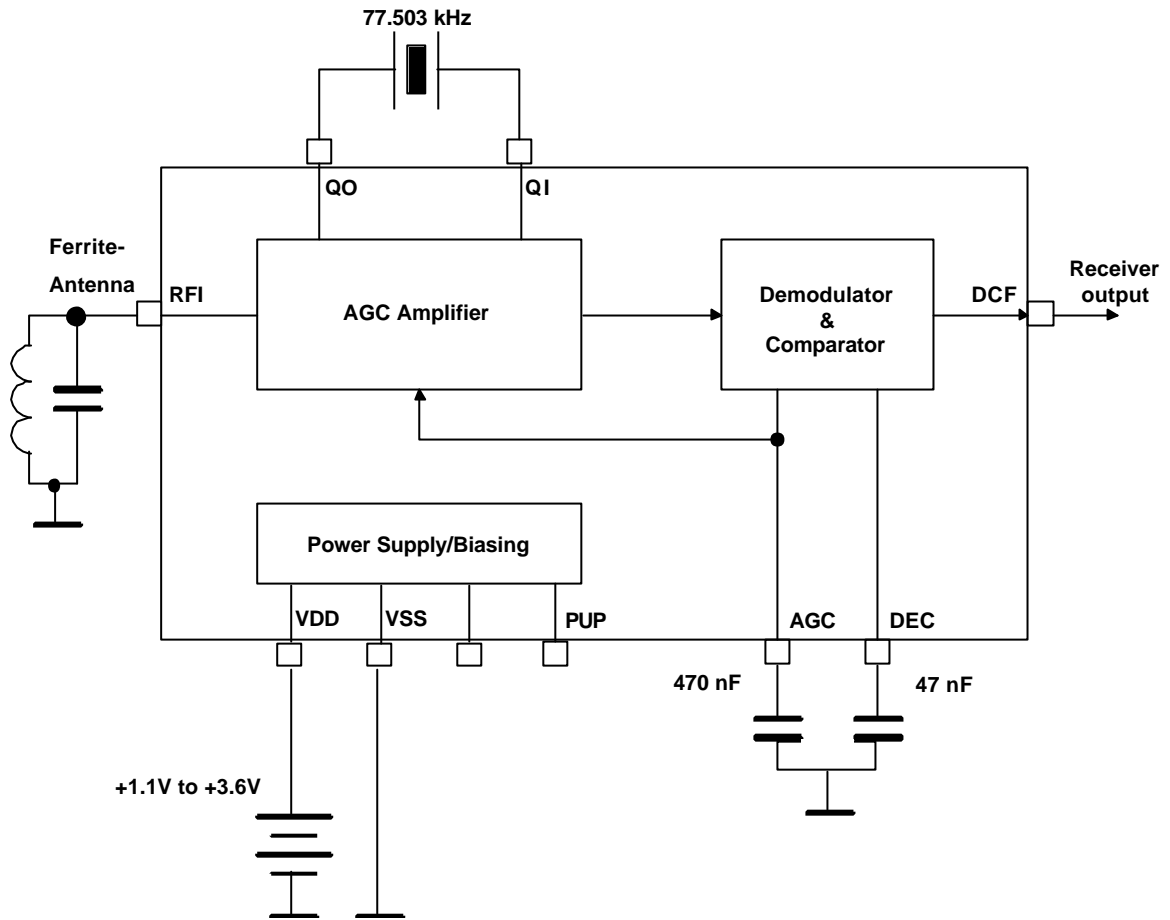 77.503 kHz
QO
QI
Ferrite-
Antenna
RFI
AGC Amplifier
Demodulator
&
Comparator
DCF
Receiver
output
Power Supply/Biasing
VDD
VSS
PUP
AGC
DEC
470 nF
47 nF
+1.1V to +3.6V